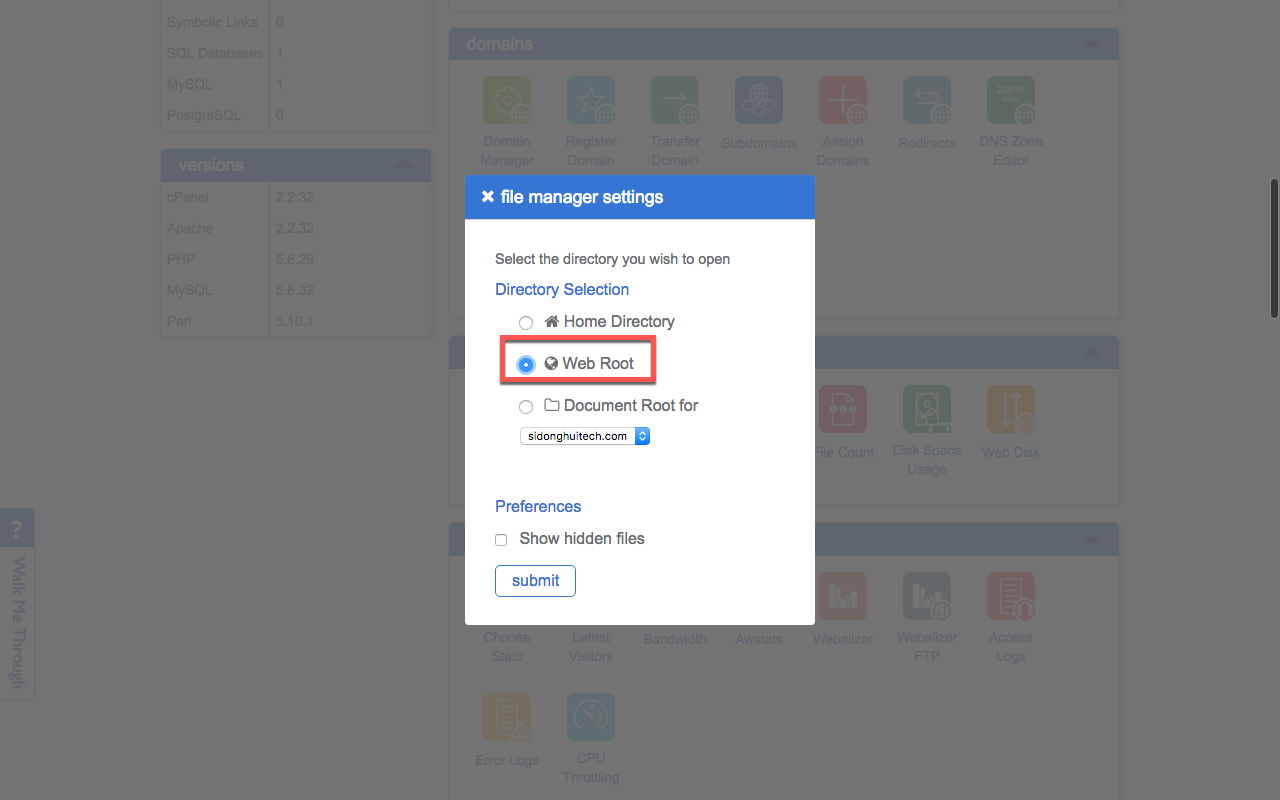 Symbolic Links 0
SQL Databases 1
MySQL 1
PostgreSQL 0
versions
cPanel 2.2.32
Apache 2.2.32
PHP 5.6.29
MySQL 5.6.32
Perl 5.10.1
domains
zone
Domain Manager
Register Domain
Transfer Domain
Subdomains
Assign Domains
Redirects
DNS Zone Editor
file manager settings
Select the directory you wish to open
Directory Selection
Home Directory
Web Root
Document Root for
sidonghuitech.com
Preferences
Show hidden files
submit
File Count
Disk Space Usage
Web Disk
Choose Stats
Latest Visitors
Bandwidth
Awstats
Webalizer
Webalizer FTP
Access Logs
Error Logs
CPU Throttling
?
Walk Me Through